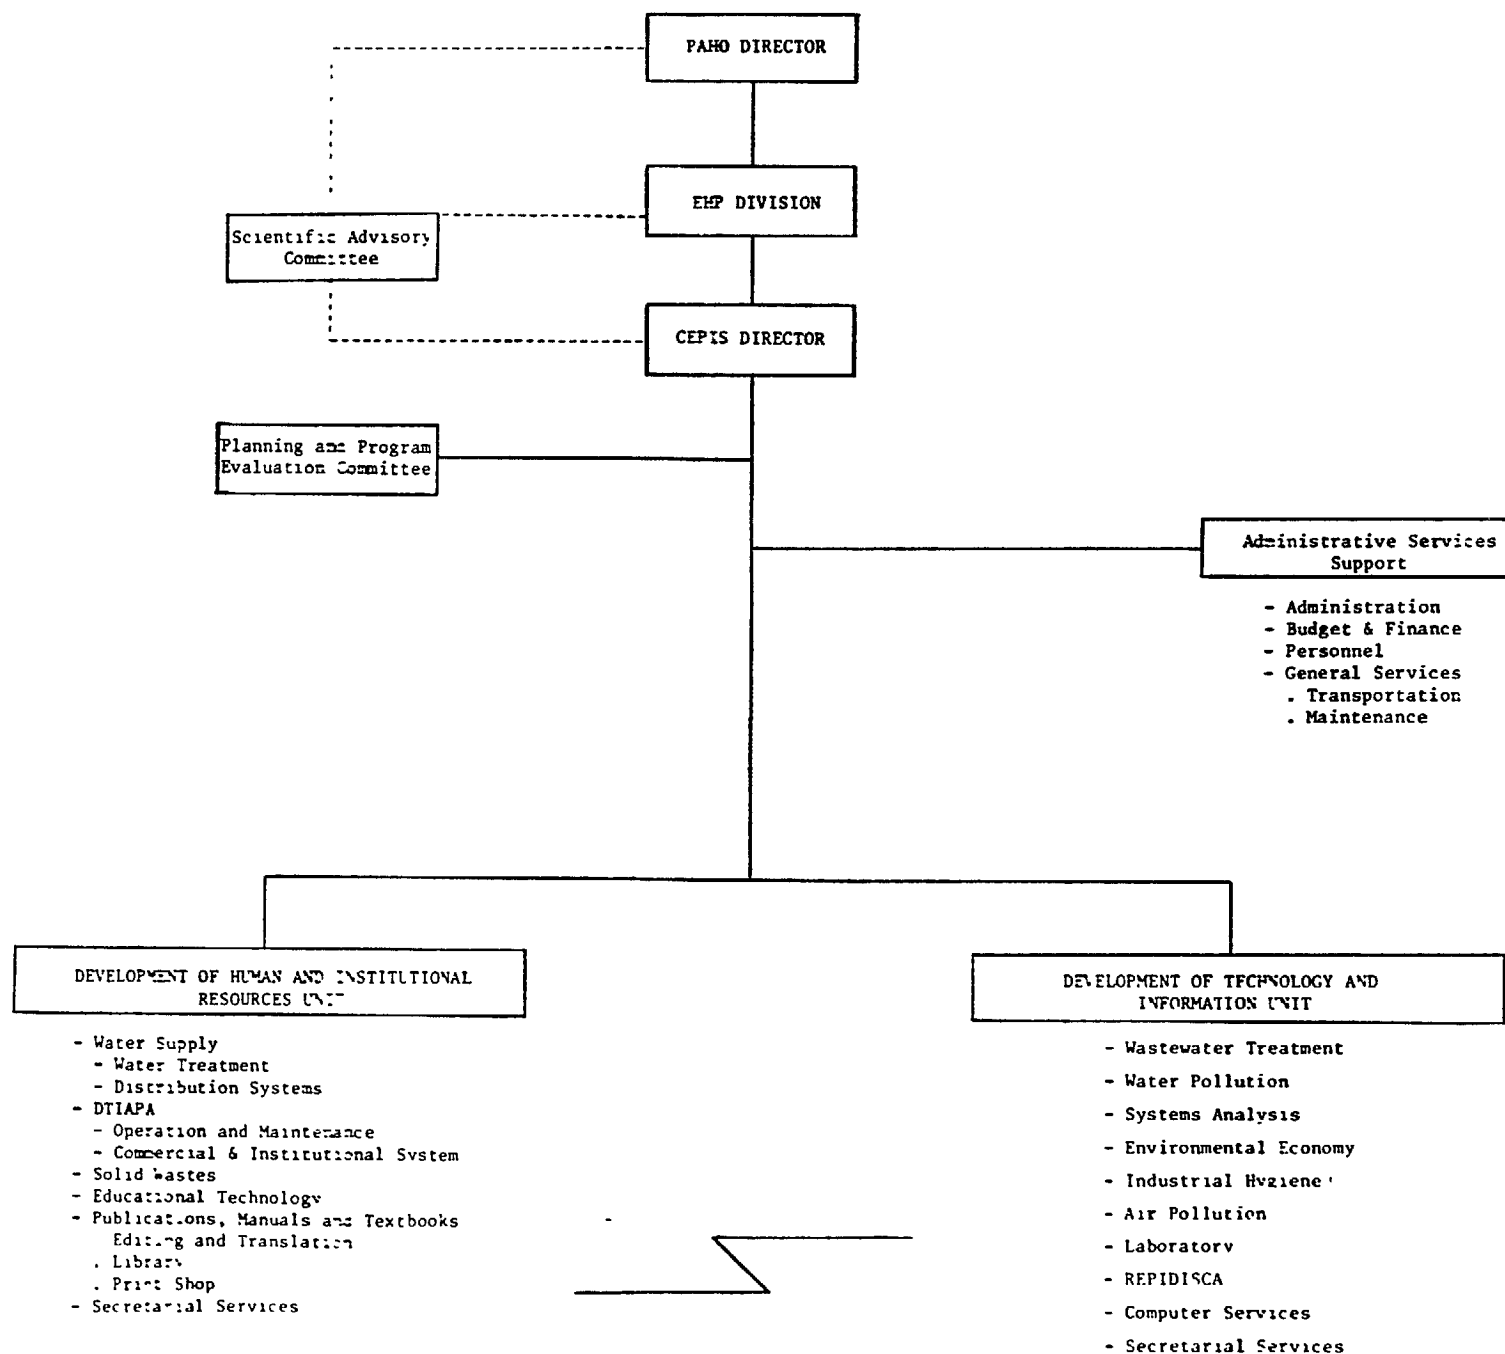 PAHO DIRECTOR
EHP DIVISION
Scientific Advisory
Committee
CEPIS DIRECTOR
Planning and Program
Evaluation Committee
Administrative Services
Support
- Administration
- Budget & Finance
- Personnel
- General Services
. Transportation
. Maintenance
DEVELOPMENT OF HUMAN AND INSTITUTIONAL
RESOURCES UNIT
- Water Supply
- Water Treatment
- Distribution Systems
- DTIAPA
- Operation and Maintenance
- Commercial & Institutional System
- Solid Wastes
- Educational Technology
- Publications, Manuals and Textbooks
Editing and Translation
. Library
. Print Shop
- Secretarial Services
DEVELOPMENT OF TECHNOLOGY AND
INFORMATION UNIT
- Wastewater Treatment
- Water Pollution
- Systems Analysis
- Environmental Economy
- Industrial Hygiene
- Air Pollution
- Laboratory
- REPIDISCA
- Computer Services
- Secretarial Services